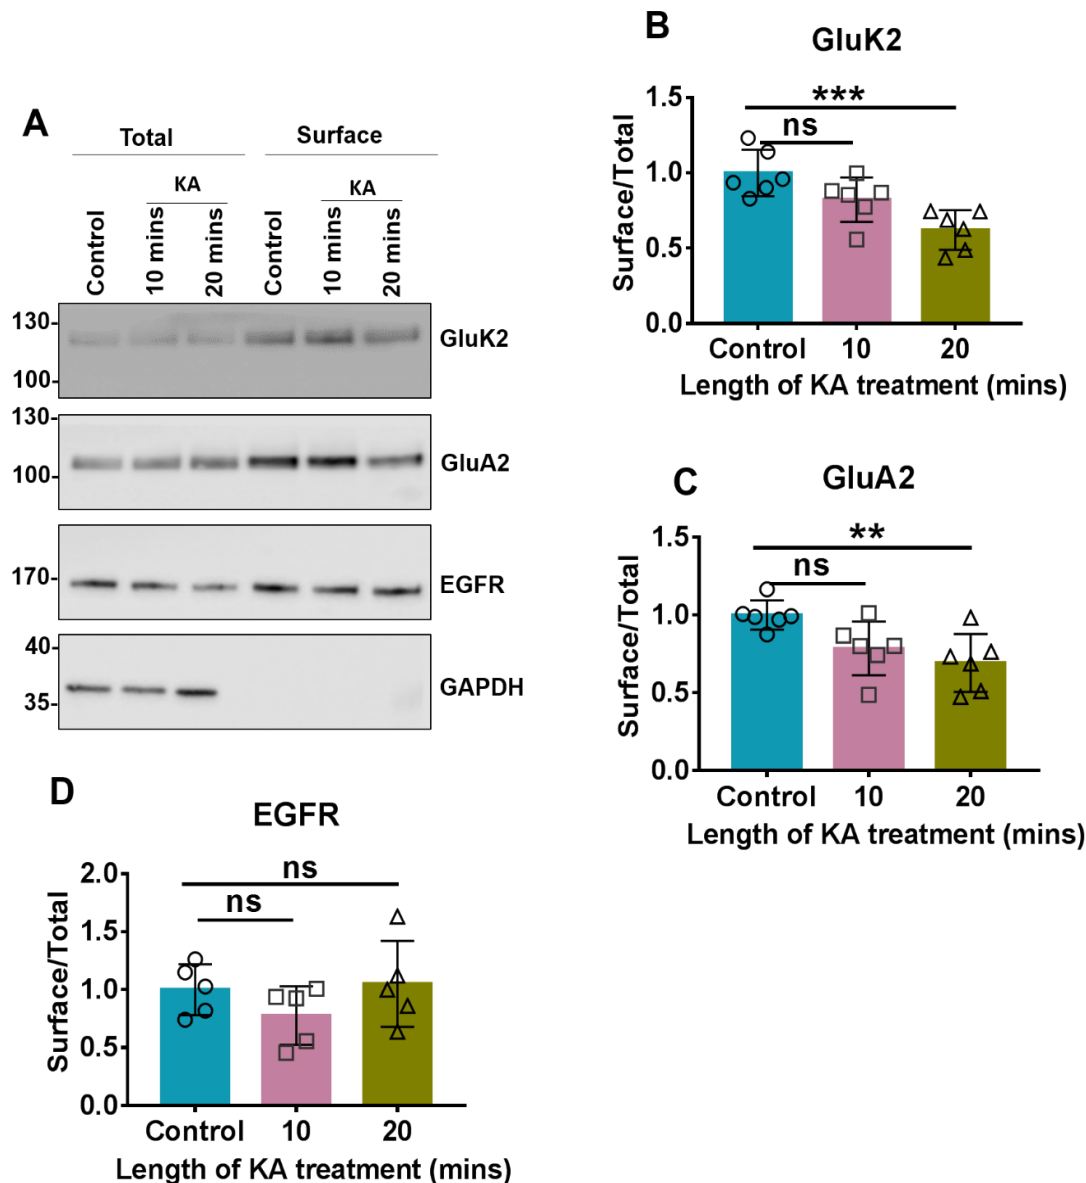 A
Total Surface
KA KA
Control 10 mins 20 mins Control 10 mins 20 mins
130
100
GluK2
130
100
GluA2
170
EGFR
40
35
GAPDH
B
GluK2
***
ns
Surface/Total
1.5
1.0
0.5
0.0
Control 10 20
Length of KA treatment (mins)
C
GluA2
**
ns
Surface/Total
1.5
1.0
0.5
0.0
Control 10 20
Length of KA treatment (mins)
D
EGFR
ns
ns
Surface/Total
2.0
1.5
1.0
0.5
0.0
Control 10 20
Length of KA treatment (mins)